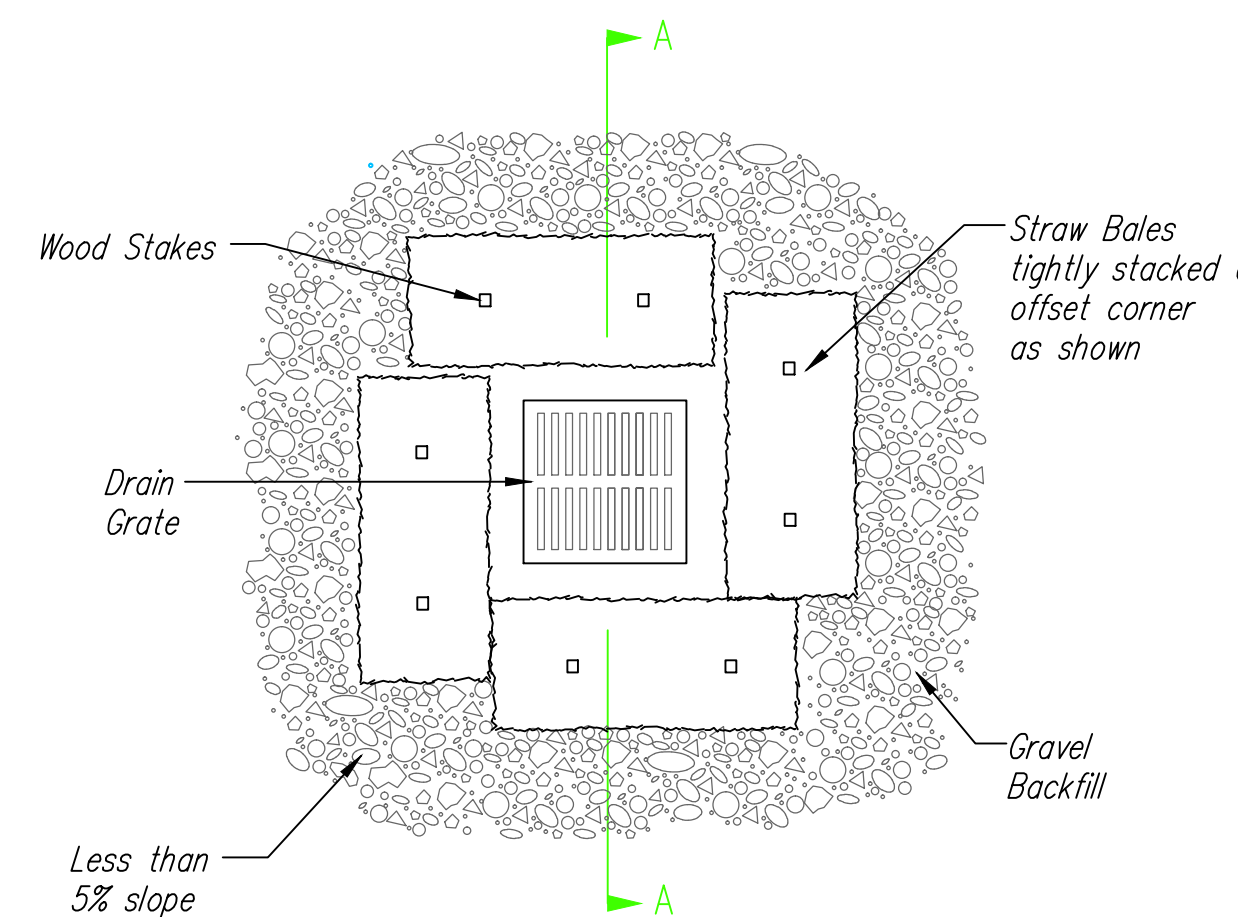 A
Wood Stakes
Straw Bales
tightly stacked
offset corner
as shown
Drain
Grate
Gravel
Backfill
Less than
5% slope
A